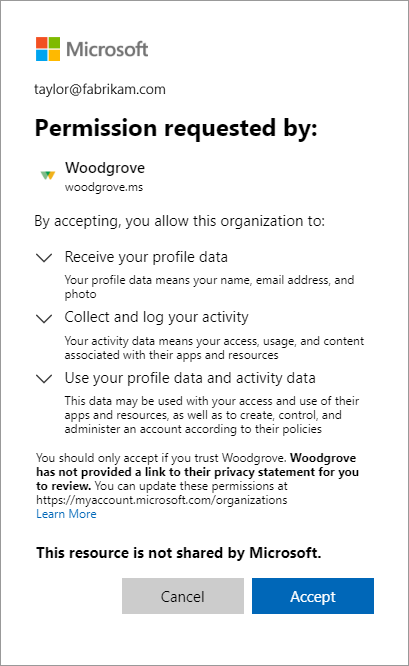 Microsoft
taylor@fabrikam.com
Permission requested by:
Woodgrove
woodgrove.ms
By accepting, you allow this organization to:
Receive your profile data
Your profile data means your name, email address, and
photo
Collect and log your activity
Your activity data means your access, usage, and content
associated with their apps and resources
Use your profile data and activity data
This data may be used with your access and use of their
apps and resources, as well as to create, control, and
administer an account according to their policies
You should only accept if you trust Woodgrove. Woodgrove
has not provided a link to their privacy statement for you
to review. You can update these permissions at
https://myaccount.microsoft.com/organizations
Learn More
This resource is not shared by Microsoft.
Cancel
Accept